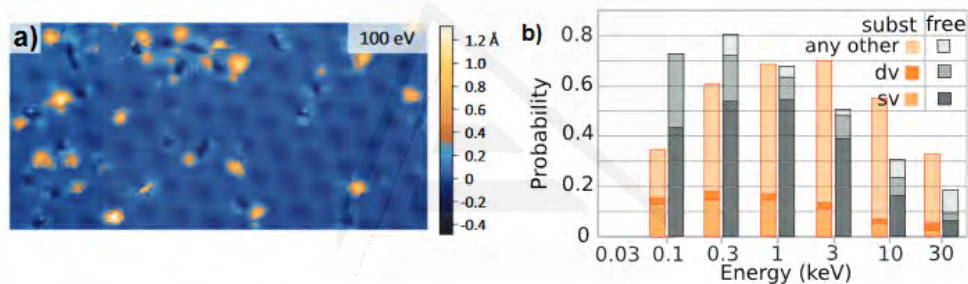 a)
100 eV
1.2 Å
1.0
0.8
0.6
0.4
0.2
0
-0.2
-0.4
b)
subst free
any other
dv
sv
Probability
0.8
0.6
0.4
0.2
0
0.03 0.1 0.3 1 3 10 30
Energy (keV)